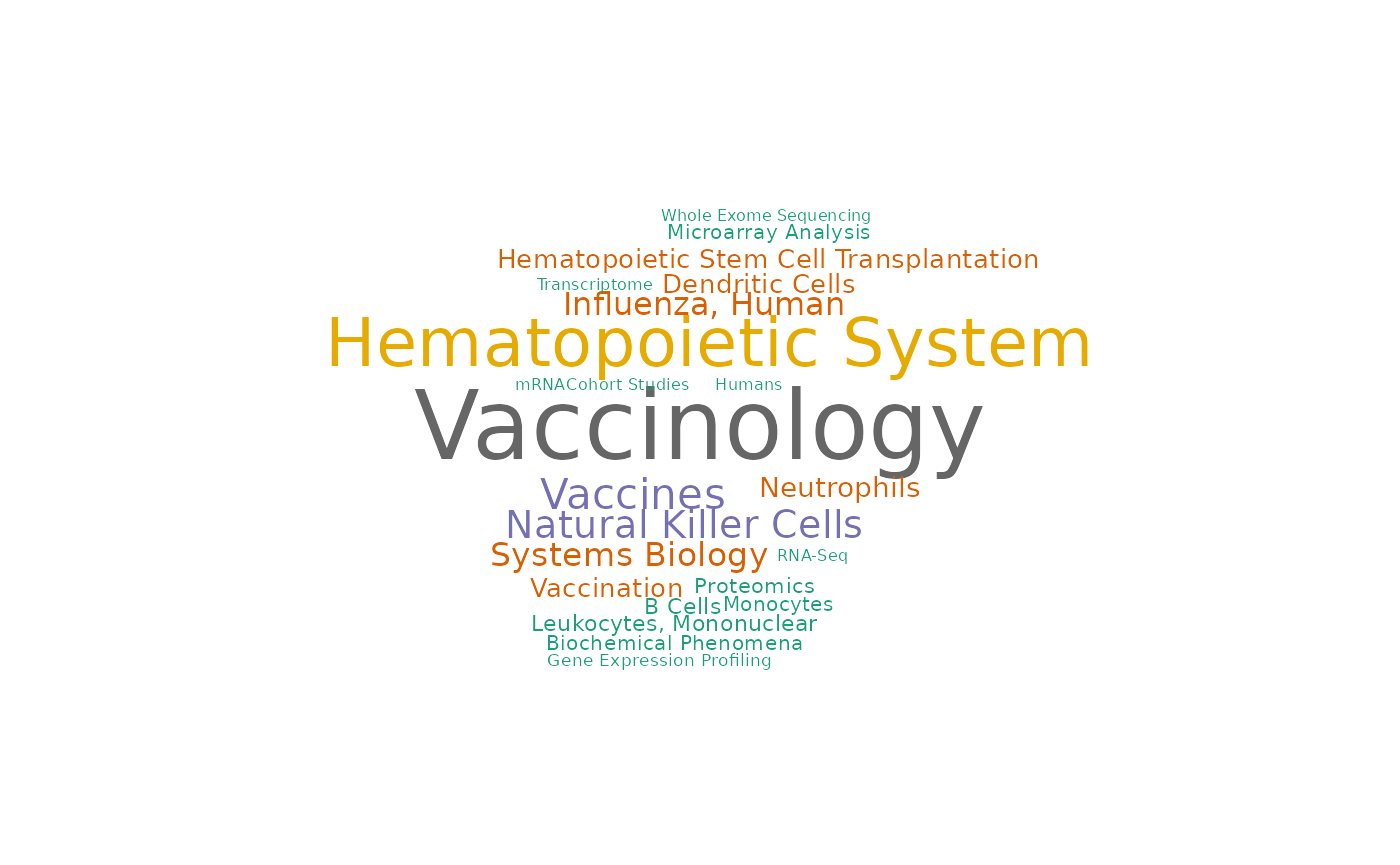 Whole Exome Sequencing
Microarray Analysis
Hematopoietic Stem Cell Transplantation
Transcriptome Dendritic Cells
Influenza, Human
Hematopoietic System
mRNA Cohort Studies Humans
Vaccinology
Vaccines Neutrophils
Natural Killer Cells
Systems Biology RNA-Seq
Vaccination Proteomics
B Cells Monocytes
Leukocytes, Mononuclear
Biochemical Phenomena
Gene Expression Profiling